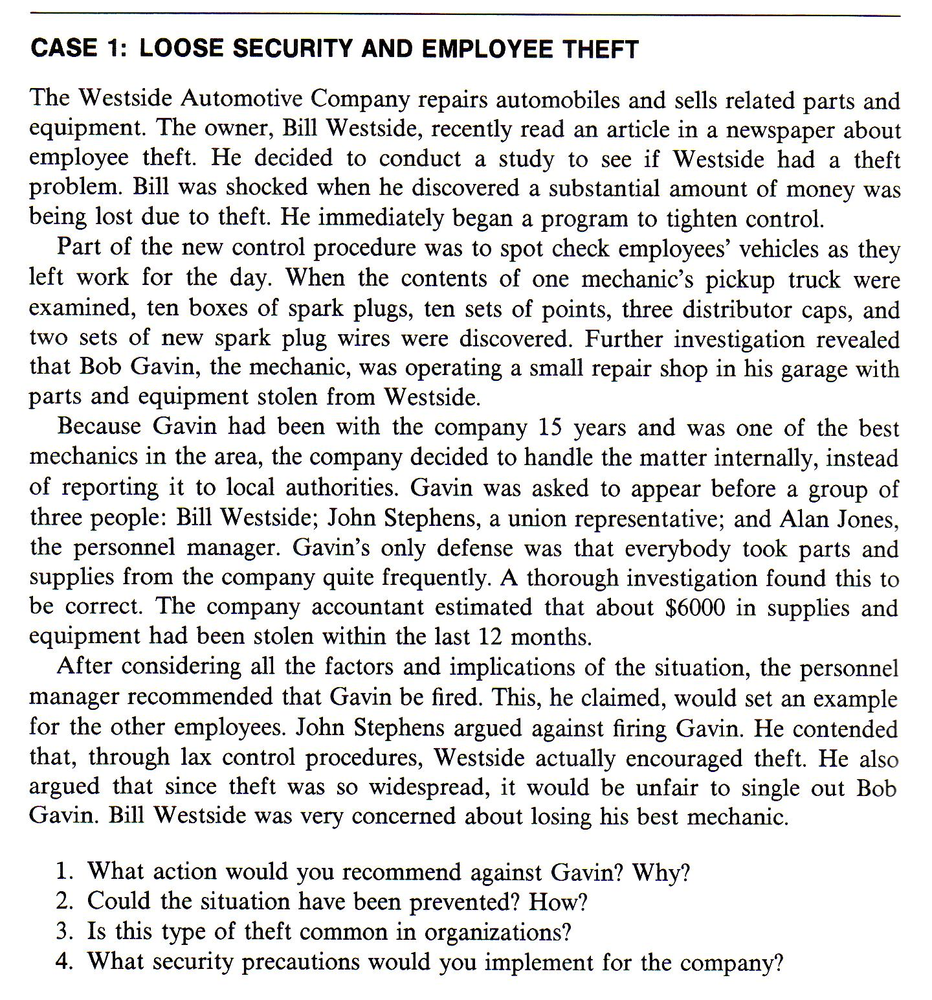 CASE 1: LOOSE SECURITY AND EMPLOYEE THEFT
The Westside Automotive Company repairs automobiles and sells related parts and
equipment. The owner, Bill Westside, recently read an article in a newspaper about
employee theft. He decided to conduct a study to see if Westside had a theft
problem. Bill was shocked when he discovered a substantial amount of money was
being lost due to theft. He immediately began a program to tighten control.
Part of the new control procedure was to spot check employees’ vehicles as they
left work for the day. When the contents of one mechanic’s pickup truck were
examined, ten boxes of spark plugs, ten sets of points, three distributor caps, and
two sets of new spark plug wires were discovered. Further investigation revealed
that Bob Gavin, the mechanic, was operating a small repair shop in his garage with
parts and equipment stolen from Westside.
Because Gavin had been with the company 15 years and was one of the best
mechanics in the area, the company decided to handle the matter internally, instead
of reporting it to local authorities. Gavin was asked to appear before a group of
three people: Bill Westside; John Stephens, a union representative; and Alan Jones,
the personnel manager. Gavin’s only defense was that everybody took parts and
supplies from the company quite frequently. A thorough investigation found this to
be correct. The company accountant estimated that about $6000 in supplies and
equipment had been stolen within the last 12 months.
After considering all the factors and implications of the situation, the personnel
manager recommended that Gavin be fired. This, he claimed, would set an example
for the other employees. John Stephens argued against firing Gavin. He contended
that, through lax control procedures, Westside actually encouraged theft. He also
argued that since theft was so widespread, it would be unfair to single out Bob
Gavin. Bill Westside was very concerned about losing his best mechanic.
1. What action would you recommend against Gavin? Why?
2. Could the situation have been prevented? How?
3. Is this type of theft common in organizations?
4. What security precautions would you implement for the company?